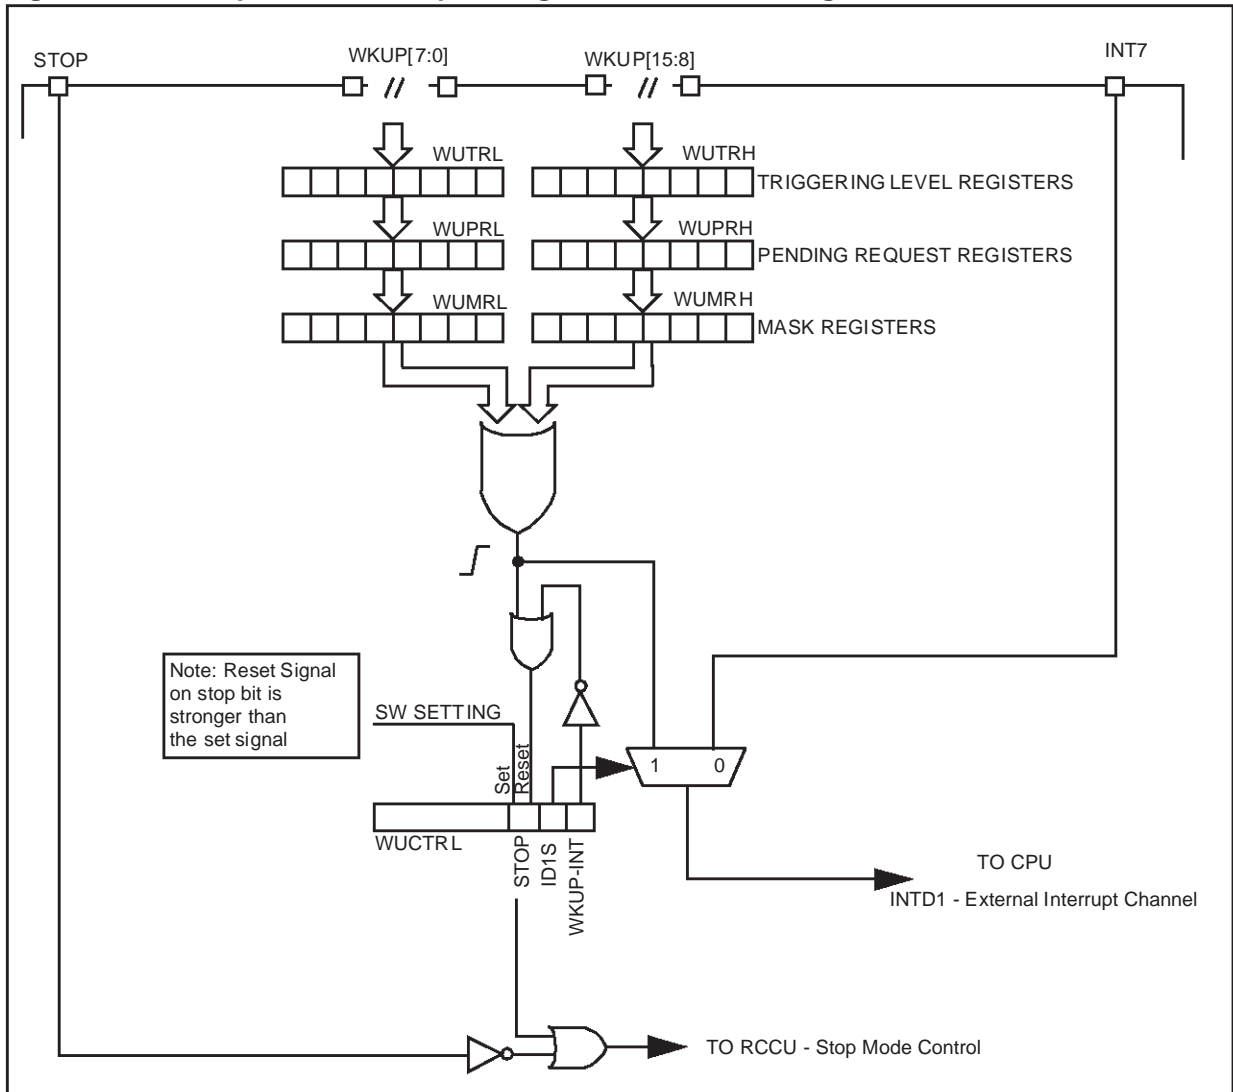 STOP
WKUP[7:0]
WKUP[15:8]
INT7
WUTRL
WUTRH
TRIGGERING LEVEL REGISTERS
WUPRL
WUPRH
PENDING REQUEST REGISTERS
WUMRL
WUMRH
MASK REGISTERS
Note: Reset Signal
on stop bit is
stronger than
the set signal
SW SETTING
Set
Reset
1
0
WUCTRL
STOP
ID1S
WKUP-INT
TO CPU
INTD1 - External Interrupt Channel
TO RCCU - Stop Mode Control